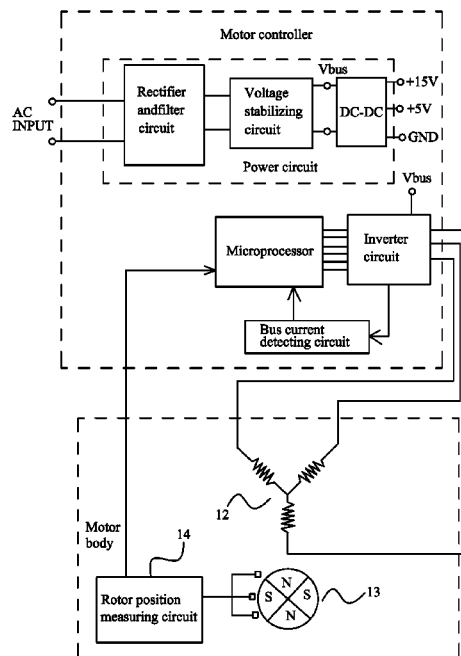 Motor controller
AC
INPUT
Rectifier
andfilter
circuit
Voltage
stabilizing
circuit
Vbus
DC-DC
+15V
+5V
GND
Power circuit
Vbus
Microprocessor
Inverter
circuit
Bus current
detecting circuit
12
Motor
body
14
Rotor position
measuring circuit
N
S
S
N
13